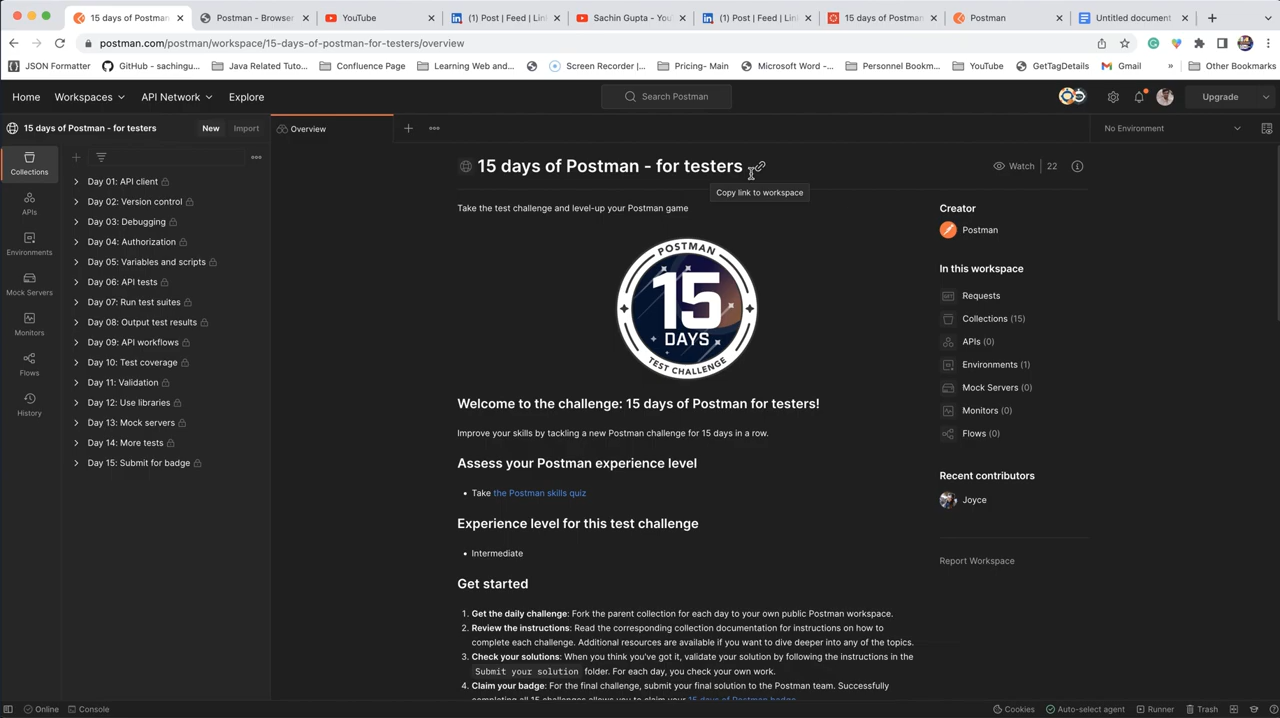 15 days of Postman
Postman - Browser
YouTube
(1) Post | Feed | Lin
Sachin Gupta - You
(1) Post | Feed | Lin
15 days of Postman
Postman
Untitled document
postman.com/postman/workspace/15-days-of-postman-for-testers/overview
JSON Formatter
GitHub - sachingu...
Java Related Tuto...
Confluence Page
Learning Web and...
Screen Recorder |...
Pricing- Main
Microsoft Word -...
Personnel Bookm...
YouTube
GetTagDetails
Gmail
»
Other Bookmarks
Home
Workspaces
API Network
Explore
Search Postman
Upgrade
15 days of Postman - for testers
New
Import
Overview
No Environment
Collections
APIs
Environments
Mock Servers
Monitors
Flows
History
Day 01: API client
Day 02: Version control
Day 03: Debugging
Day 04: Authorization
Day 05: Variables and scripts
Day 06: API tests
Day 07: Run test suites
Day 08: Output test results
Day 09: API workflows
Day 10: Test coverage
Day 11: Validation
Day 12: Use libraries
Day 13: Mock servers
Day 14: More tests
Day 15: Submit for badge
15 days of Postman - for testers
Watch 22
Copy link to workspace
Take the test challenge and level-up your Postman game
POSTMAN
15
DAYS
TEST CHALLENGE
Welcome to the challenge: 15 days of Postman for testers!
Improve your skills by tackling a new Postman challenge for 15 days in a row.
Assess your Postman experience level
• Take the Postman skills quiz
Experience level for this test challenge
• Intermediate
Get started
1. Get the daily challenge: Fork the parent collection for each day to your own public Postman workspace.
2. Review the instructions: Read the corresponding collection documentation for instructions on how to
complete each challenge. Additional resources are available if you want to dive deeper into any of the topics.
3. Check your solutions: When you think you've got it, validate your solution by following the instructions in the
Submit your solution folder. For each day, you check your own work.
4. Claim your badge: For the final challenge, submit your final solution to the Postman team. Successfully
completing all 15 challenges allows you to claim your 15 days of Postman badge
Creator
Postman
In this workspace
GET Requests
Collections (15)
APIs (0)
Environments (1)
Mock Servers (0)
Monitors (0)
Flows (0)
Recent contributors
Joyce
Report Workspace
Online
Console
Cookies
Auto-select agent
Runner
Trash